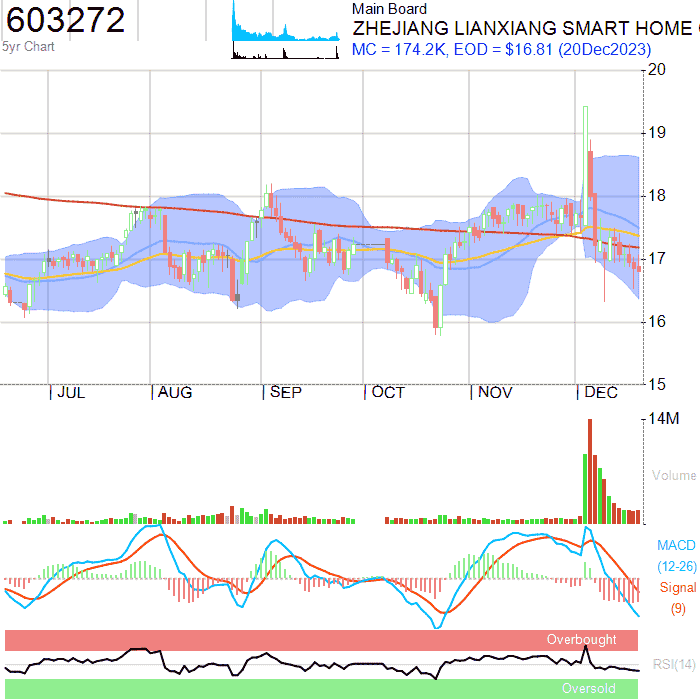 603272
5yr Chart
Main Board
ZHEJIANG LIANXIANG SMART HOME
MC = 174.2K, EOD = $16.81 (20Dec2023)
20
19
18
17
16
15
JUL AUG SEP OCT NOV DEC
14M
Volume
MACD
(12-26)
Signal
(9)
Overbought
RSI(14)
Oversold